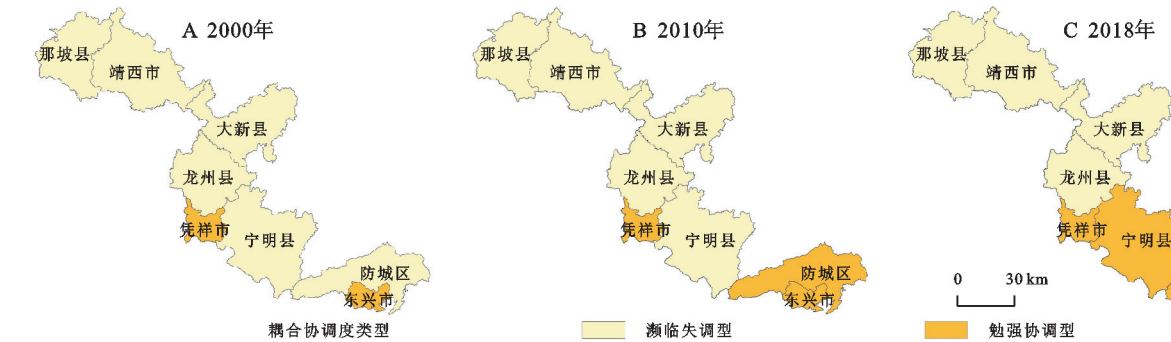 A 2000年
那坡县
靖西市
大新县
龙州县
凭祥市
宁明县
防城区
东兴市
B 2010年
那坡县
靖西市
大新县
龙州县
凭祥市
宁明县
防城区
东兴市
C 2018年
那坡县
靖西市
大新县
龙州县
凭祥市
宁明县
0 30 km
耦合协调度类型 濒临失调型 勉强协调型